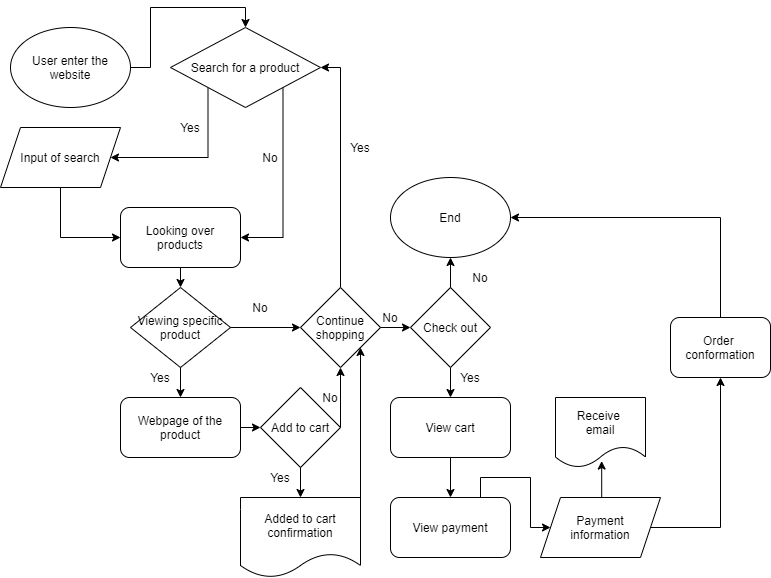 User enter the
website
Search for a product
Yes
No
Yes
Input of search
Looking over
products
End
No
No
Viewing specific
product
Continue
shopping
No
Check out
Order
conformation
Yes
Yes
Webpage of the
product
Add to cart
No
View cart
Receive
email
Yes
Added to cart
confirmation
View payment
Payment
information